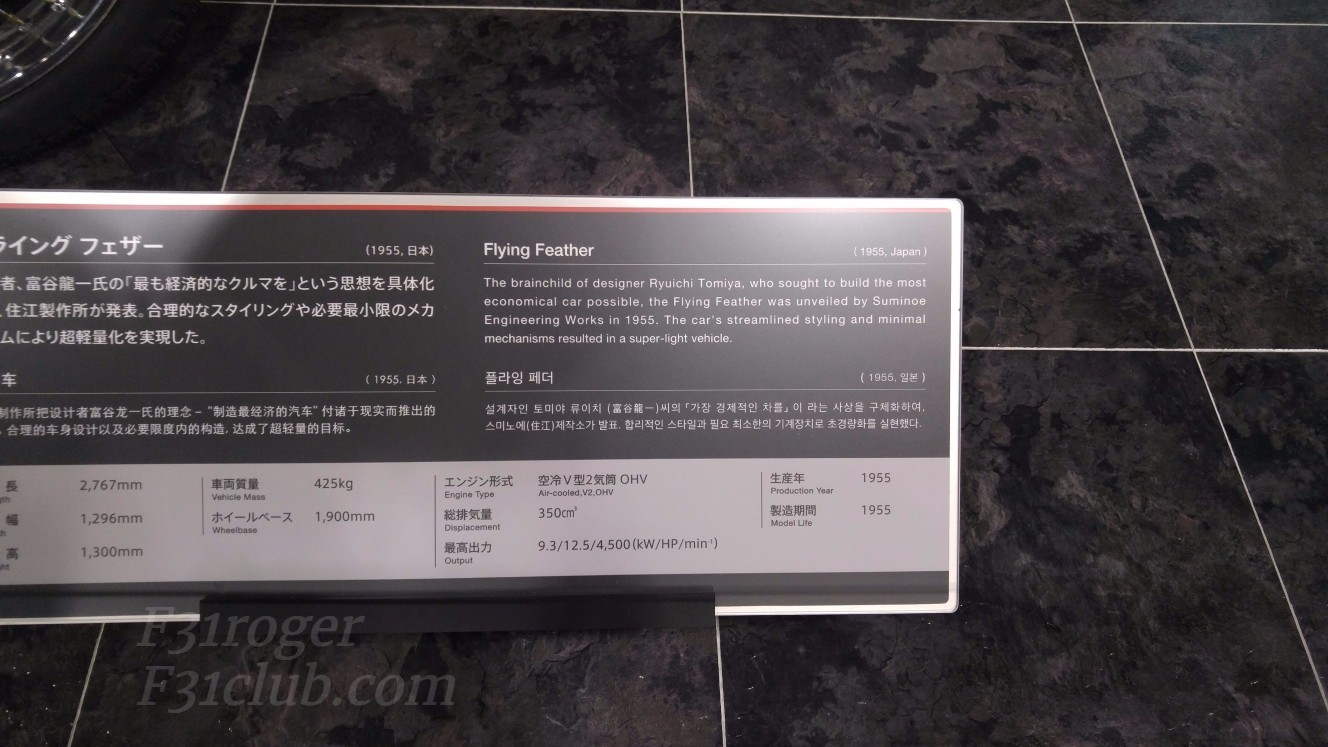 ライング フェザー
(1955, 日本)
者、富谷龍一氏の「最も経済的なクルマを」という思想を具体化
、住江製作所が発表。合理的なスタイリングや必要最小限のメカ
ムにより超軽量化を実現した。
车
( 1955, 日本 )
制作所把设计者富谷龙一氏的理念 – "制造最经济的汽车" 付诸于现实而推出的
, 合理的车身设计以及必要限度内的构造, 达成了超轻量的目标。
Flying Feather
( 1955, Japan )
The brainchild of designer Ryuichi Tomiya, who sought to build the most
economical car possible, the Flying Feather was unveiled by Suminoe
Engineering Works in 1955. The car's streamlined styling and minimal
mechanisms resulted in a super-light vehicle.
플라잉 페더
( 1955, 일본 )
설계자인 토미야 류이치 (富谷龍一)씨의 「가장 경제적인 차를」 이 라는 사상을 구체화하여,
스미노에(住江)제작소가 발표. 합리적인 스타일과 필요 최소한의 기계장치로 초경량화를 실현했다.
長 2,767mm
gth
幅 1,296mm
th
高 1,300mm
ght
車両質量 425kg
Vehicle Mass
ホイールベース 1,900mm
Wheelbase
エンジン形式 空冷V型2気筒 OHV
Engine Type Air-cooled,V2,OHV
総排気量 350cm³
Displacement
最高出力 9.3/12.5/4,500(kW/HP/min⁻¹)
Output
生産年 1955
Production Year
製造期間 1955
Model Life
F31roger
F31club.com